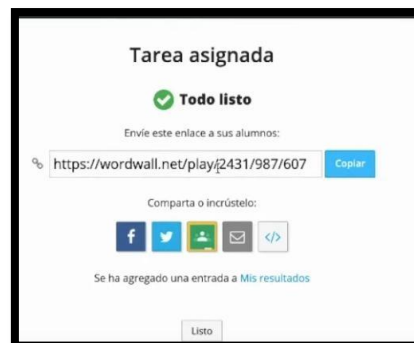 Tarea asignada
Todo listo
Envíe este enlace a sus alumnos:
https://wordwall.net/play/2431/987/607
Copiar
Comparta o incrústelo:
f
</>
Se ha agregado una entrada a Mis resultados
Listo